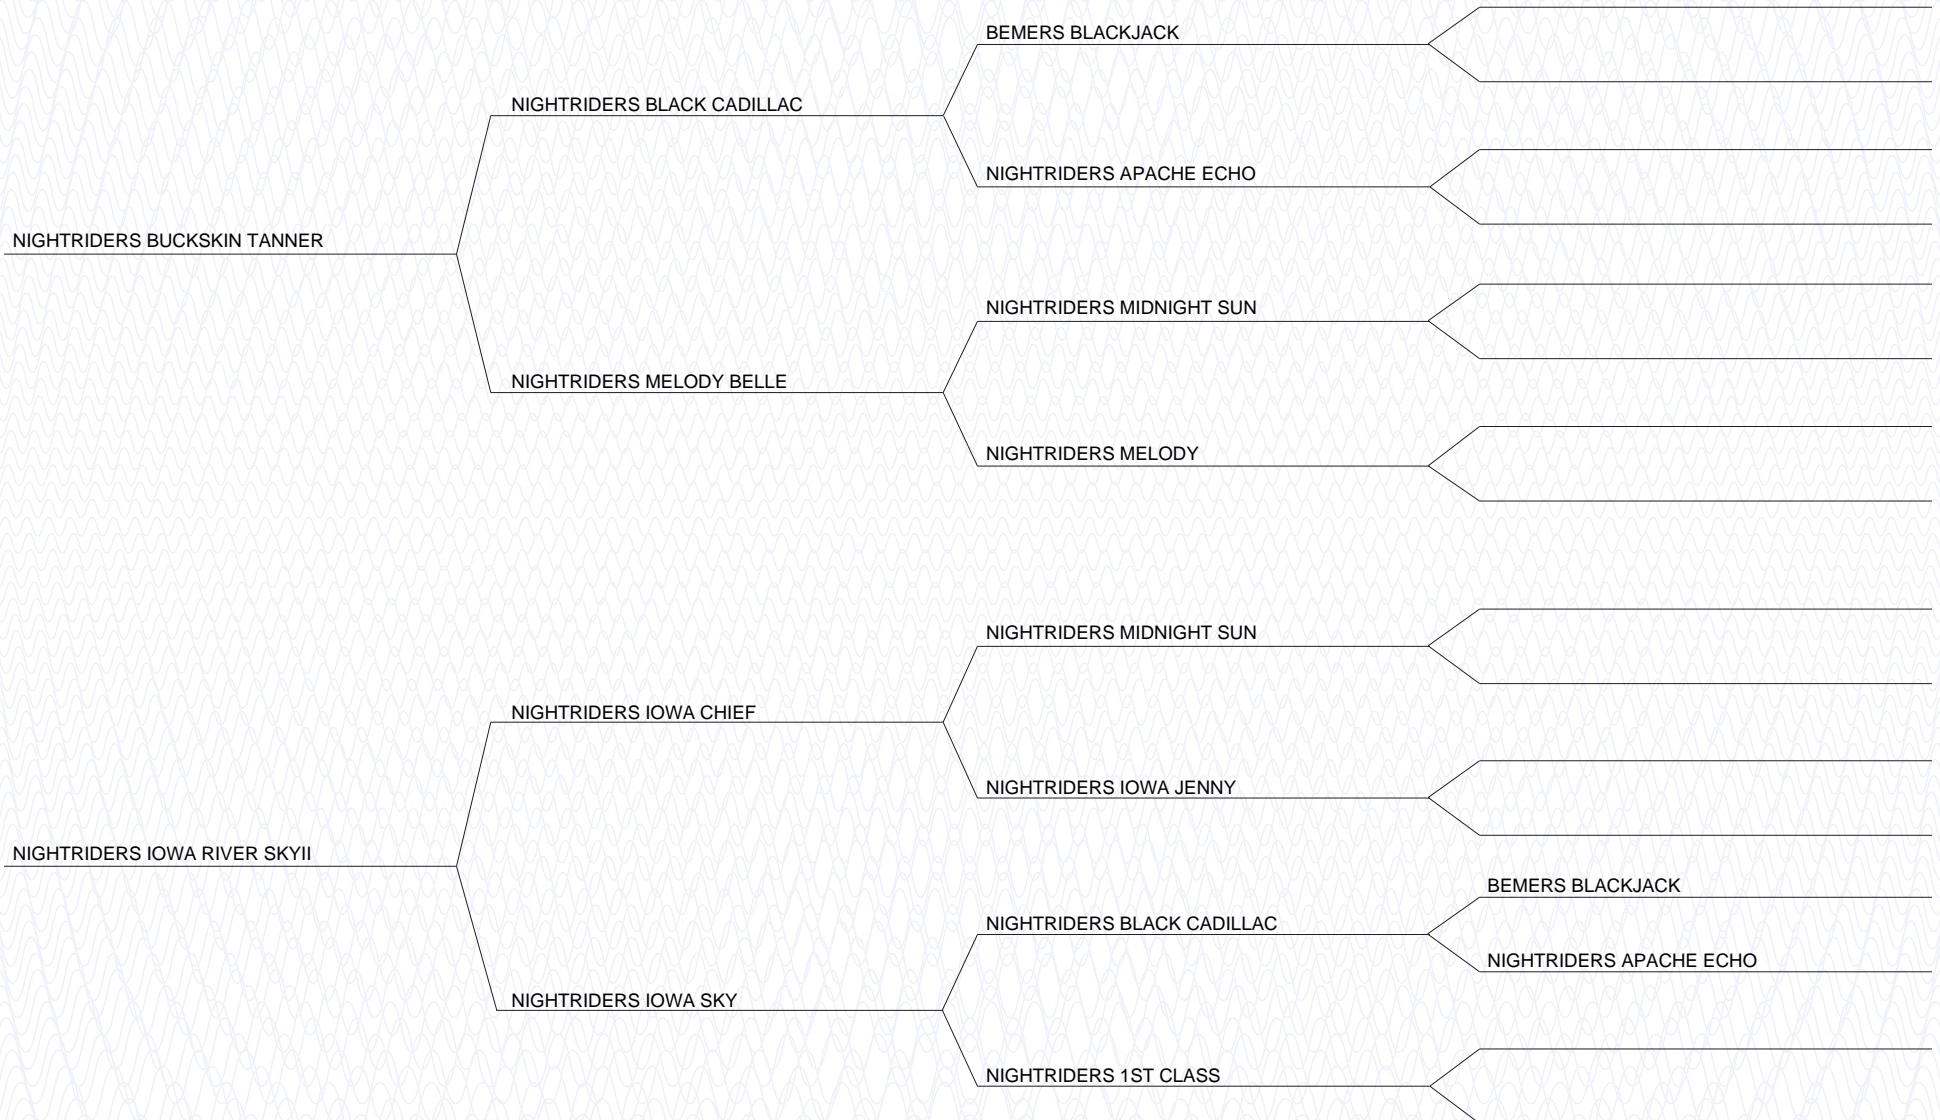 BEMERS BLACKJACK
NIGHTRIDERS BLACK CADILLAC
NIGHTRIDERS APACHE ECHO
NIGHTRIDERS BUCKSKIN TANNER
NIGHTRIDERS MIDNIGHT SUN
NIGHTRIDERS MELODY BELLE
NIGHTRIDERS MELODY
NIGHTRIDERS MIDNIGHT SUN
NIGHTRIDERS IOWA CHIEF
NIGHTRIDERS IOWA JENNY
NIGHTRIDERS IOWA RIVER SKYII
BEMERS BLACKJACK
NIGHTRIDERS BLACK CADILLAC
NIGHTRIDERS APACHE ECHO
NIGHTRIDERS IOWA SKY
NIGHTRIDERS 1ST CLASS